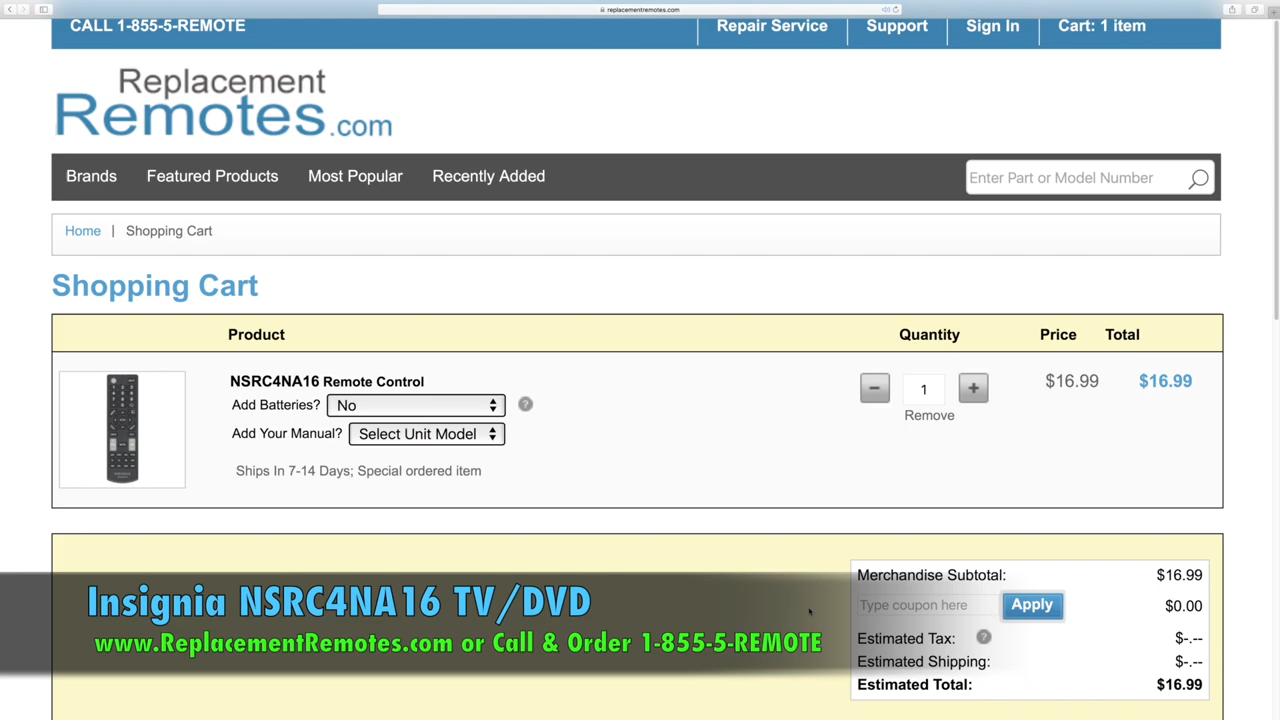 replacementremotes.com
CALL 1-855-5-REMOTE
Repair Service
Support
Sign In
Cart: 1 item
Replacement
Remotes.com
Brands
Featured Products
Most Popular
Recently Added
Enter Part or Model Number
Home | Shopping Cart
Shopping Cart
Product
Quantity
Price
Total
NSRC4NA16 Remote Control
Add Batteries? No ?
Add Your Manual? Select Unit Model
Ships In 7-14 Days; Special ordered item
− 1 +
Remove
$16.99
$16.99
Merchandise Subtotal: $16.99
Type coupon here Apply $0.00
Estimated Tax: ? $-.--
Estimated Shipping: $-.--
Estimated Total: $16.99
Insignia NSRC4NA16 TV/DVD
www.ReplacementRemotes.com or Call & Order 1-855-5-REMOTE